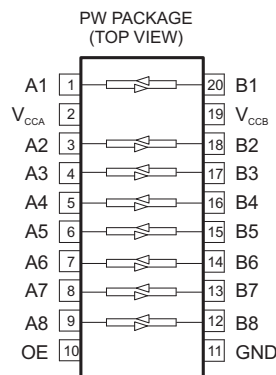 PW PACKAGE
(TOP VIEW)
A1 1 20 B1
VCCA 2 19 VCCB
A2 3 18 B2
A3 4 17 B3
A4 5 16 B4
A5 6 15 B5
A6 7 14 B6
A7 8 13 B7
A8 9 12 B8
OE 10 11 GND